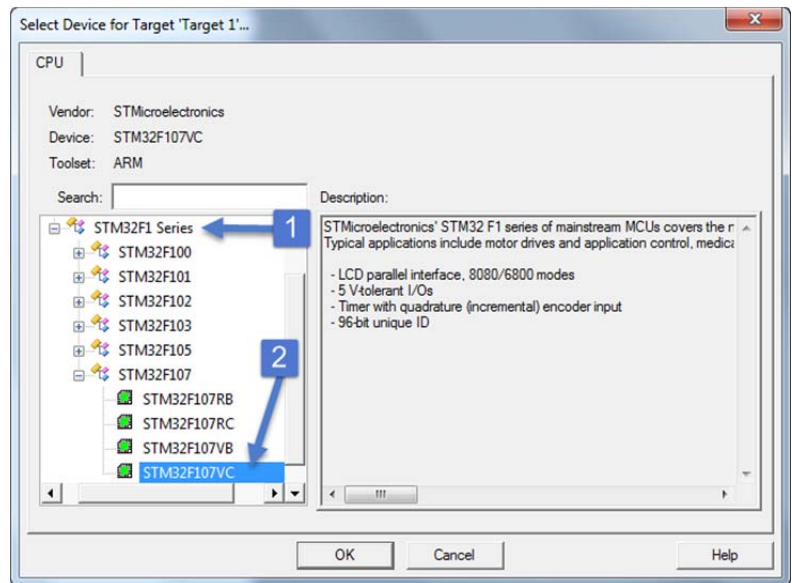 Select Device for Target 'Target 1'...
CPU
Vendor: STMicroelectronics
Device: STM32F107VC
Toolset: ARM
Search:
Description:
STM32F1 Series
1
STM32F100
STM32F101
STM32F102
STM32F103
STM32F105
STM32F107
2
STM32F107RB
STM32F107RC
STM32F107VB
STM32F107VC
STMicroelectronics' STM32 F1 series of mainstream MCUs covers the
Typical applications include motor drives and application control,
- LCD parallel interface, 8080/6800 modes
- 5 V-tolerant I/Os
- Timer with quadrature (incremental) encoder input
- 96-bit unique ID
OK
Cancel
Help